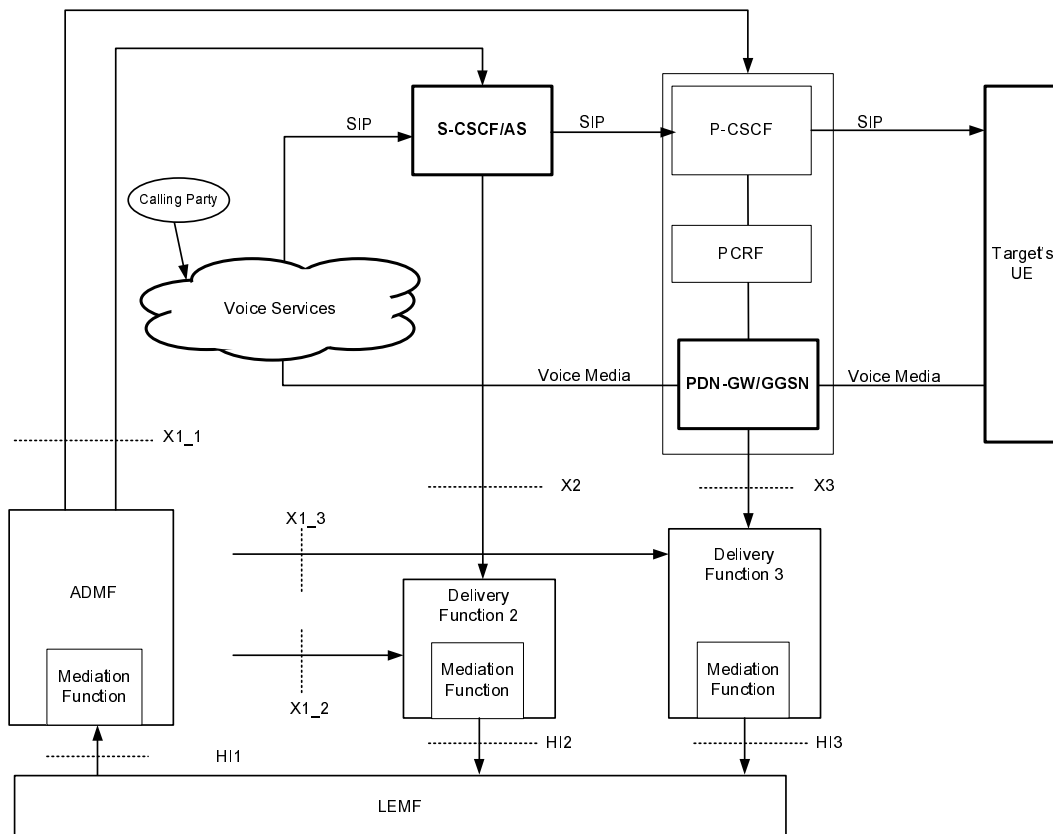 SIP
S-CSCF/AS
SIP
P-CSCF
SIP
Calling Party
PCRF
Target's
UE
Voice Services
Voice Media
PDN-GW/GGSN
Voice Media
X1_1
X2
X3
X1_3
Delivery
Function 3
ADMF
Delivery
Function 2
Mediation
Function
Mediation
Function
Mediation
Function
X1_2
HI1
HI2
HI3
LEMF